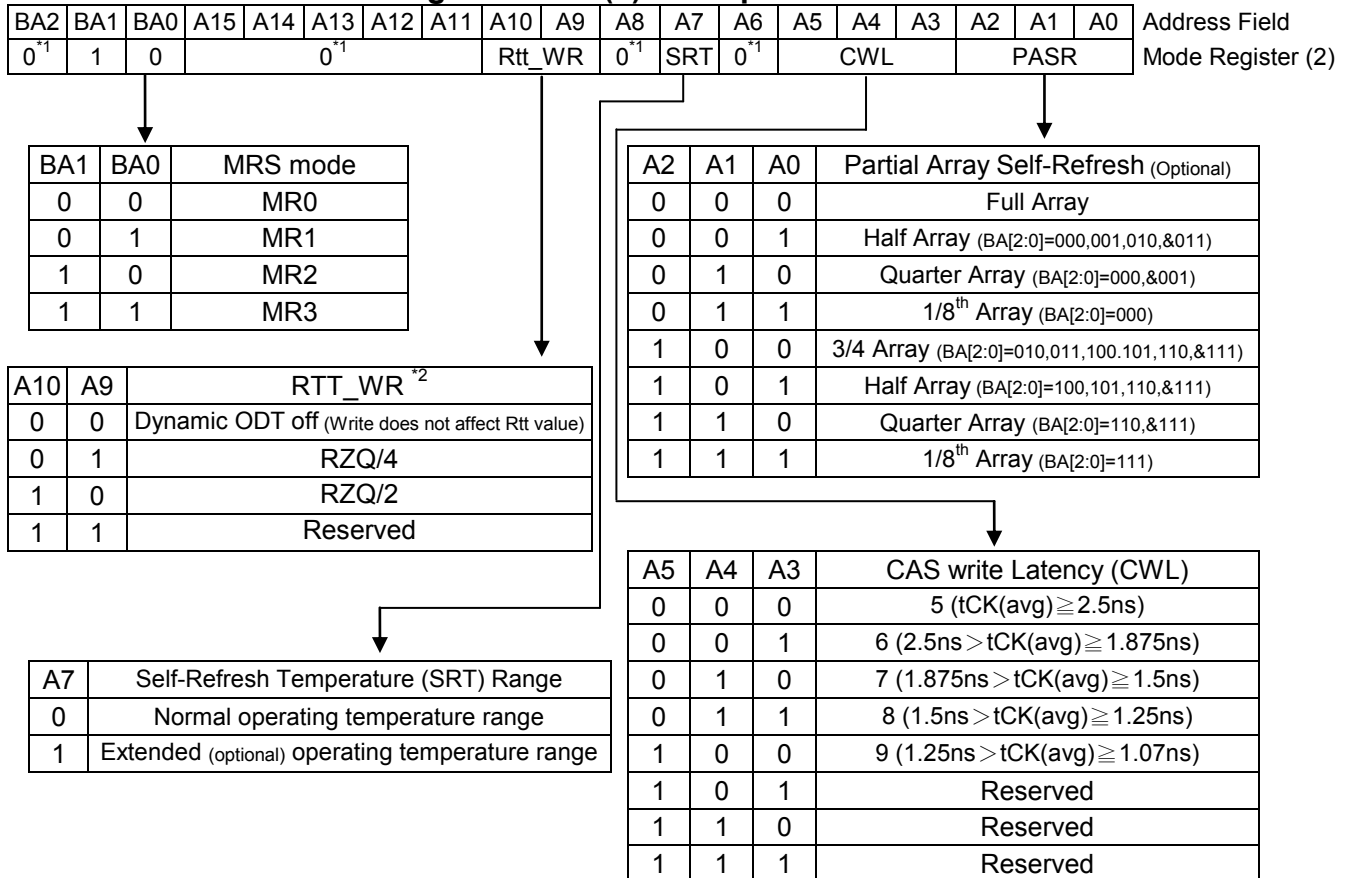 BA2 BA1 BA0 A15 A14 A13 A12 A11 A10 A9 A8 A7 A6 A5 A4 A3 A2 A1 A0 Address Field
0*1 1 0 0*1 Rtt_WR 0*1 SRT 0*1 CWL PASR Mode Register (2)
BA1 BA0 MRS mode
0 0 MR0
0 1 MR1
1 0 MR2
1 1 MR3
A2 A1 A0 Partial Array Self-Refresh (Optional)
0 0 0 Full Array
0 0 1 Half Array (BA[2:0]=000,001,010,&011)
0 1 0 Quarter Array (BA[2:0]=000,&001)
0 1 1 1/8th Array (BA[2:0]=000)
1 0 0 3/4 Array (BA[2:0]=010,011,100.101,110,&111)
1 0 1 Half Array (BA[2:0]=100,101,110,&111)
1 1 0 Quarter Array (BA[2:0]=110,&111)
1 1 1 1/8th Array (BA[2:0]=111)
A10 A9 RTT_WR *2
0 0 Dynamic ODT off (Write does not affect Rtt value)
0 1 RZQ/4
1 0 RZQ/2
1 1 Reserved
A5 A4 A3 CAS write Latency (CWL)
0 0 0 5 (tCK(avg)≧2.5ns)
0 0 1 6 (2.5ns>tCK(avg)≧1.875ns)
0 1 0 7 (1.875ns>tCK(avg)≧1.5ns)
0 1 1 8 (1.5ns>tCK(avg)≧1.25ns)
1 0 0 9 (1.25ns>tCK(avg)≧1.07ns)
1 0 1 Reserved
1 1 0 Reserved
1 1 1 Reserved
A7 Self-Refresh Temperature (SRT) Range
0 Normal operating temperature range
1 Extended (optional) operating temperature range